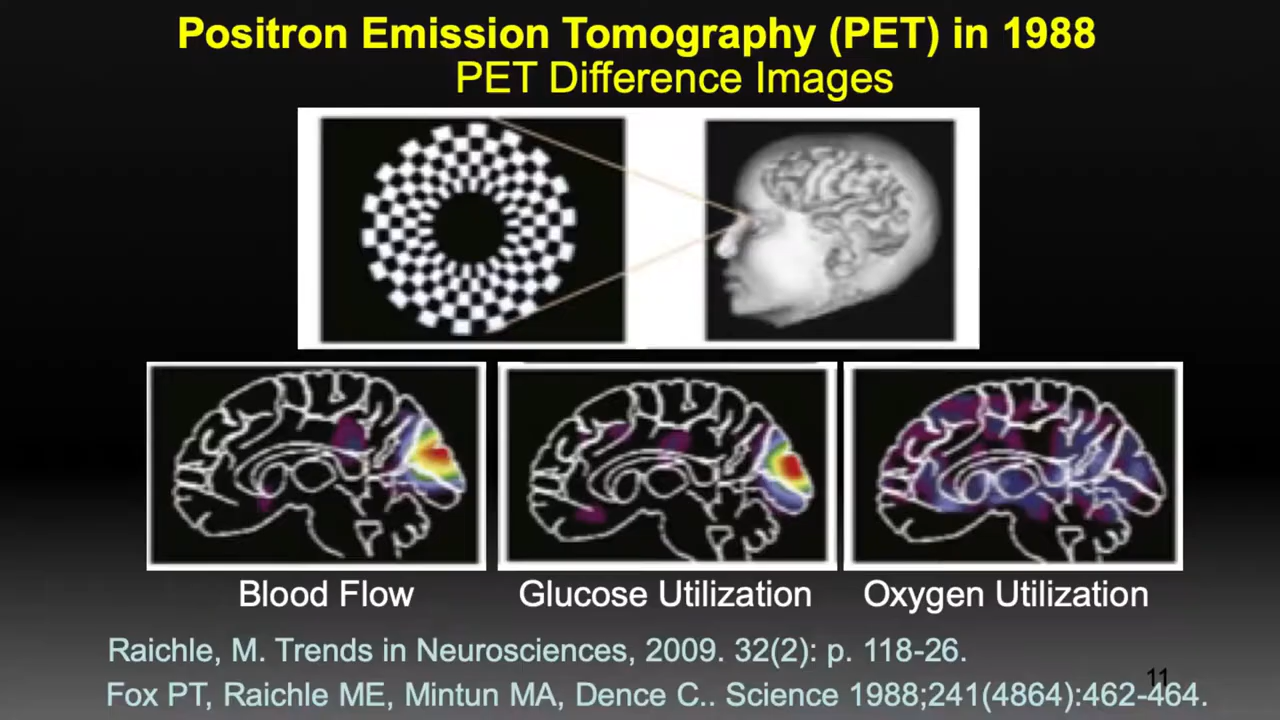 Positron Emission Tomography (PET) in 1988
PET Difference Images
Blood Flow
Glucose Utilization
Oxygen Utilization
Raichle, M. Trends in Neurosciences, 2009. 32(2): p. 118-26.
11
Fox PT, Raichle ME, Mintun MA, Dence C.. Science 1988;241(4864):462-464.